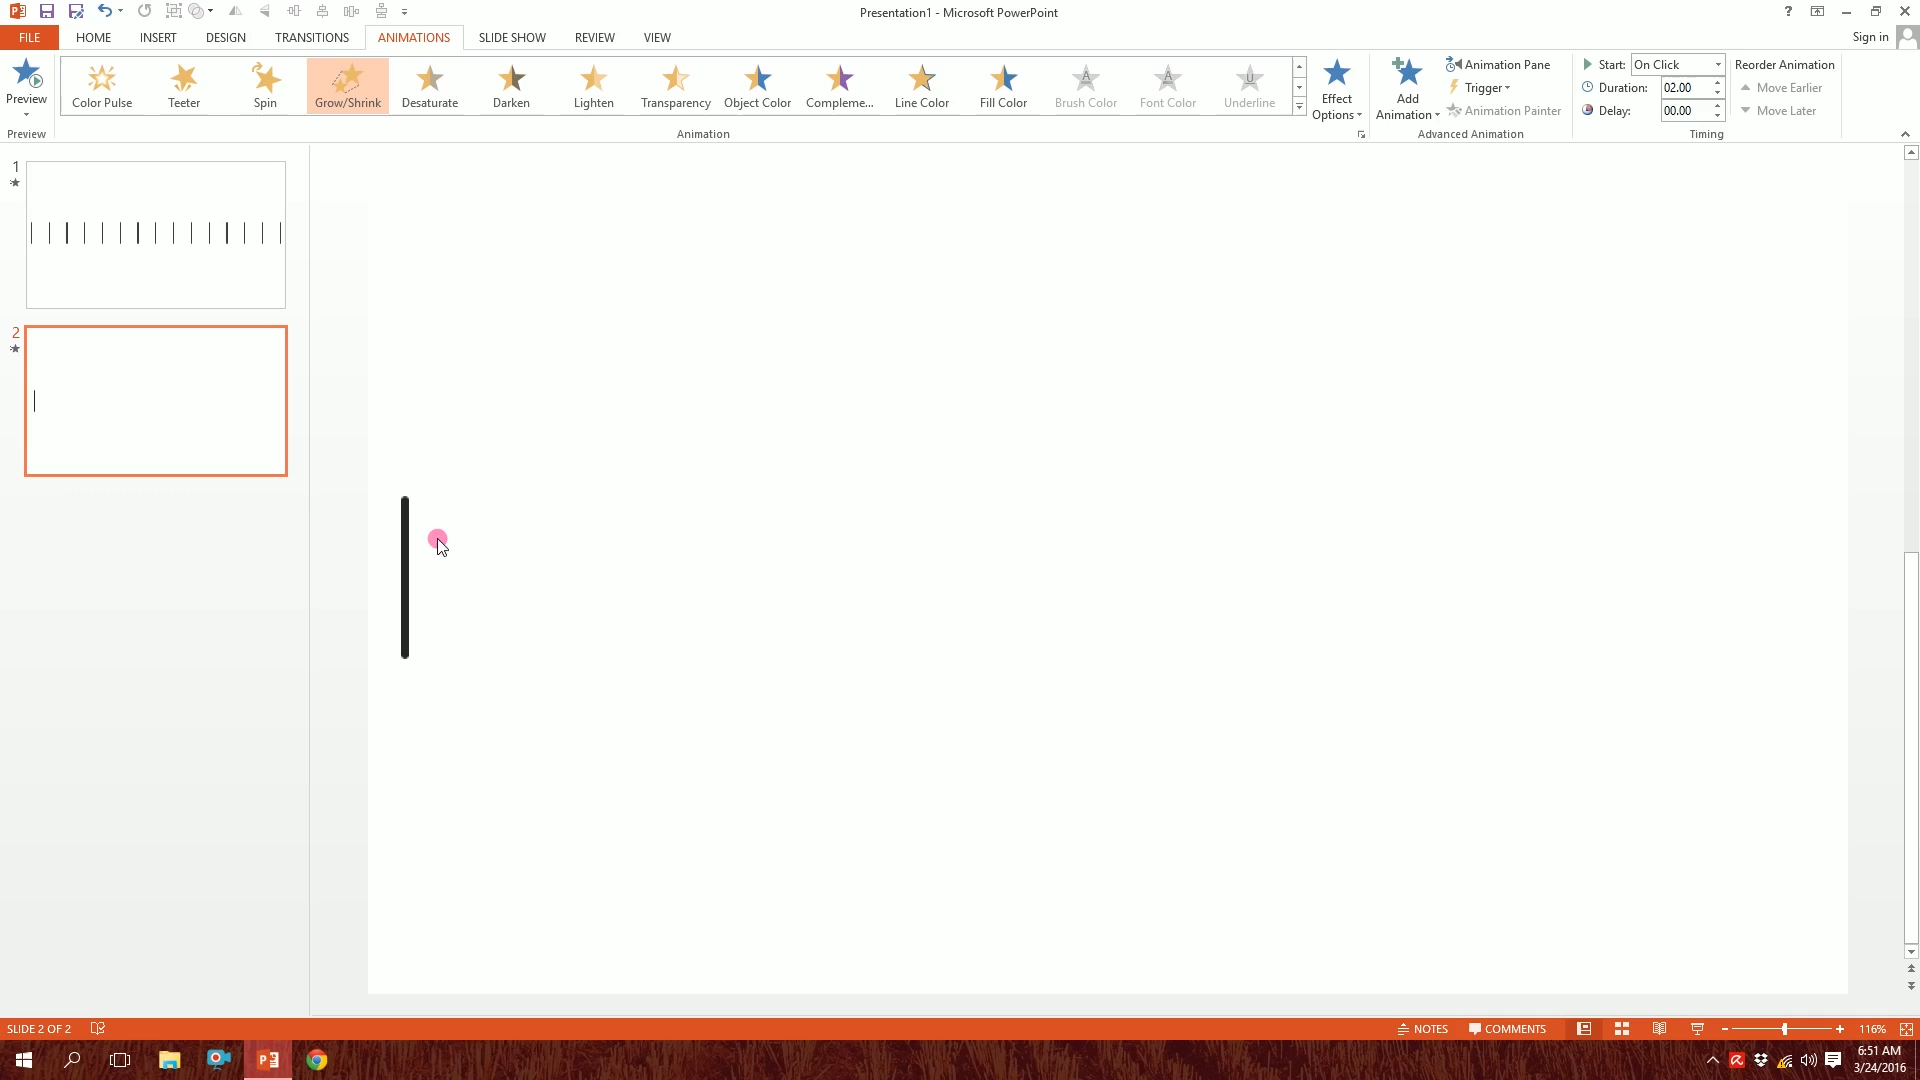 Presentation1 - Microsoft PowerPoint
?
FILE HOME INSERT DESIGN TRANSITIONS ANIMATIONS SLIDE SHOW REVIEW VIEW Sign in
Preview
Color Pulse Teeter Spin Grow/Shrink Desaturate Darken Lighten Transparency Object Color Compleme... Line Color Fill Color Brush Color Font Color Underline
Effect Options
Add Animation
Animation Pane
Trigger
Animation Painter
Start: On Click
Duration: 02.00
Delay: 00.00
Reorder Animation
Move Earlier
Move Later
Preview Animation Advanced Animation Timing
1
2
SLIDE 2 OF 2 NOTES COMMENTS 116%
6:51 AM
3/24/2016